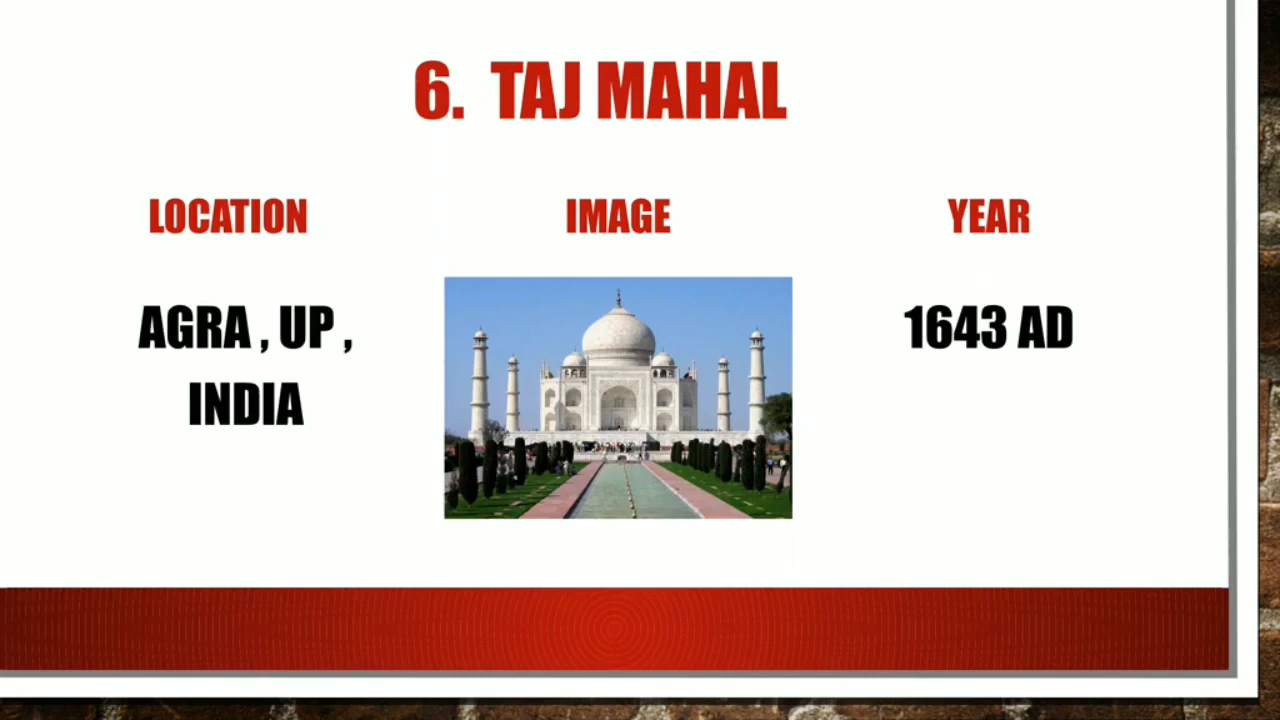 6. TAJ MAHAL
LOCATION
IMAGE
YEAR
AGRA , UP ,
INDIA
1643 AD